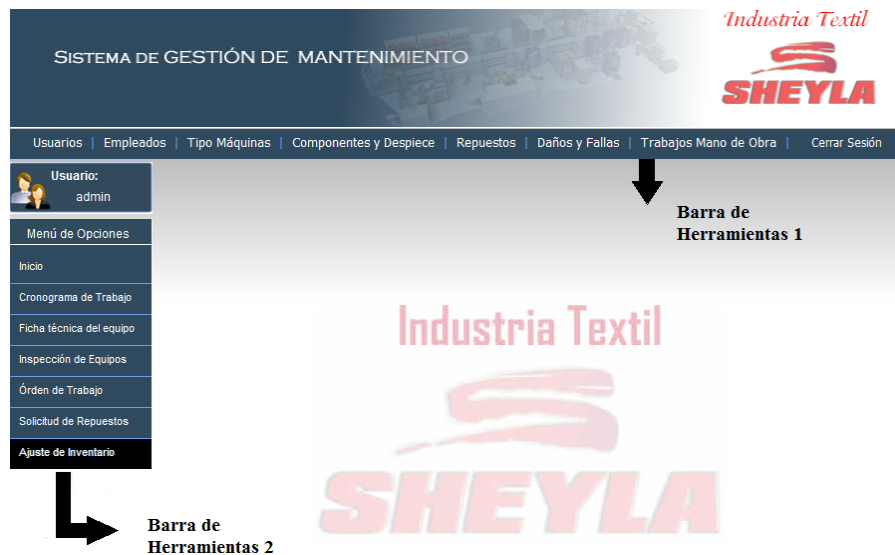 Industria Textil
SISTEMA DE GESTIÓN DE MANTENIMIENTO
SHEYLA
Usuarios | Empleados | Tipo Máquinas | Componentes y Despiece | Repuestos | Daños y Fallas | Trabajos Mano de Obra | Cerrar Sesión
Usuario:
admin
Barra de
Herramientas 1
Menú de Opciones
Inicio
Cronograma de Trabajo
Ficha técnica del equipo
Inspección de Equipos
Órden de Trabajo
Solicitud de Repuestos
Ajuste de Inventario
Industria Textil
SHEYLA
Barra de
Herramientas 2